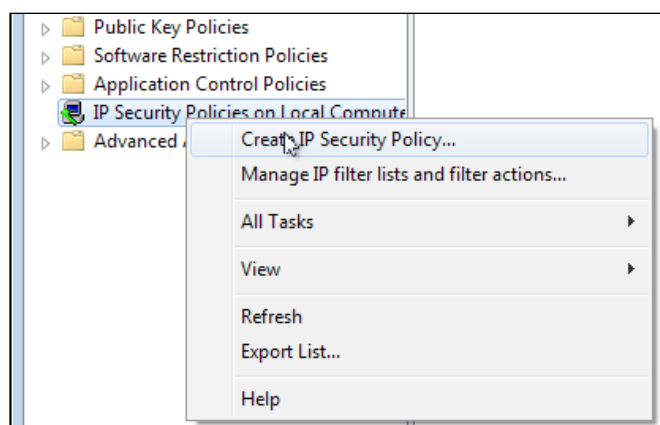 Public Key Policies
Software Restriction Policies
Application Control Policies
IP Security Policies on Local Compute
Advanced
Create IP Security Policy...
Manage IP filter lists and filter actions...
All Tasks
View
Refresh
Export List...
Help